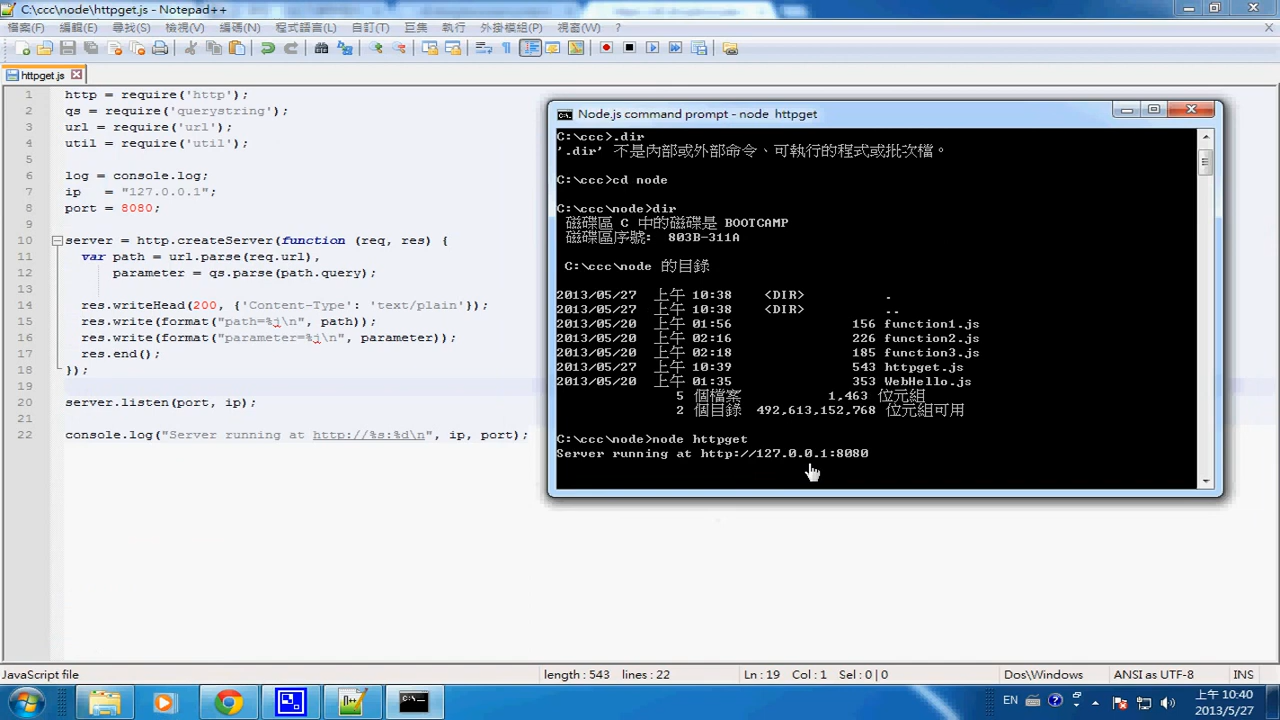 C:\ccc\node\httpget.js - Notepad++
檔案(F) 編輯(E) 尋找(S) 檢視(V) 編碼(N) 程式語言(L) 自訂(T) 巨集 執行 外掛模組(P) 視窗(W) ?
httpget.js
1 http = require('http');
2 qs = require('querystring');
3 url = require('url');
4 util = require('util');
5
6 log = console.log;
7 ip   = "127.0.0.1";
8 port = 8080;
9
10 server = http.createServer(function (req, res) {
11   var path = url.parse(req.url),
12       parameter = qs.parse(path.query);
13
14   res.writeHead(200, {'Content-Type': 'text/plain'});
15   res.write(format("path=%j\n", path));
16   res.write(format("parameter=%j\n", parameter));
17   res.end();
18 });
19
20 server.listen(port, ip);
21
22 console.log("Server running at http://%s:%d\n", ip, port);
Node.js command prompt - node  httpget
C:\ccc>.dir
'.dir' 不是內部或外部命令、可執行的程式或批次檔。
C:\ccc>cd node
C:\ccc\node>dir
磁碟區 C 中的磁碟是 BOOTCAMP
磁碟區序號:  803B-311A
C:\ccc\node 的目錄
2013/05/27  上午 10:38    <DIR>          .
2013/05/27  上午 10:38    <DIR>          ..
2013/05/20  上午 01:56               156 function1.js
2013/05/20  上午 02:16               226 function2.js
2013/05/20  上午 02:18               185 function3.js
2013/05/27  上午 10:39               543 httpget.js
2013/05/20  上午 01:35               353 WebHello.js
5 個檔案          1,463 位元組
2 個目錄  492,613,152,768 位元組可用
C:\ccc\node>node httpget
Server running at http://127.0.0.1:8080
JavaScript file length : 543 lines : 22 Ln : 19 Col : 1 Sel : 0 | 0 Dos\Windows ANSI as UTF-8 INS
EN 上午 10:40
2013/5/27